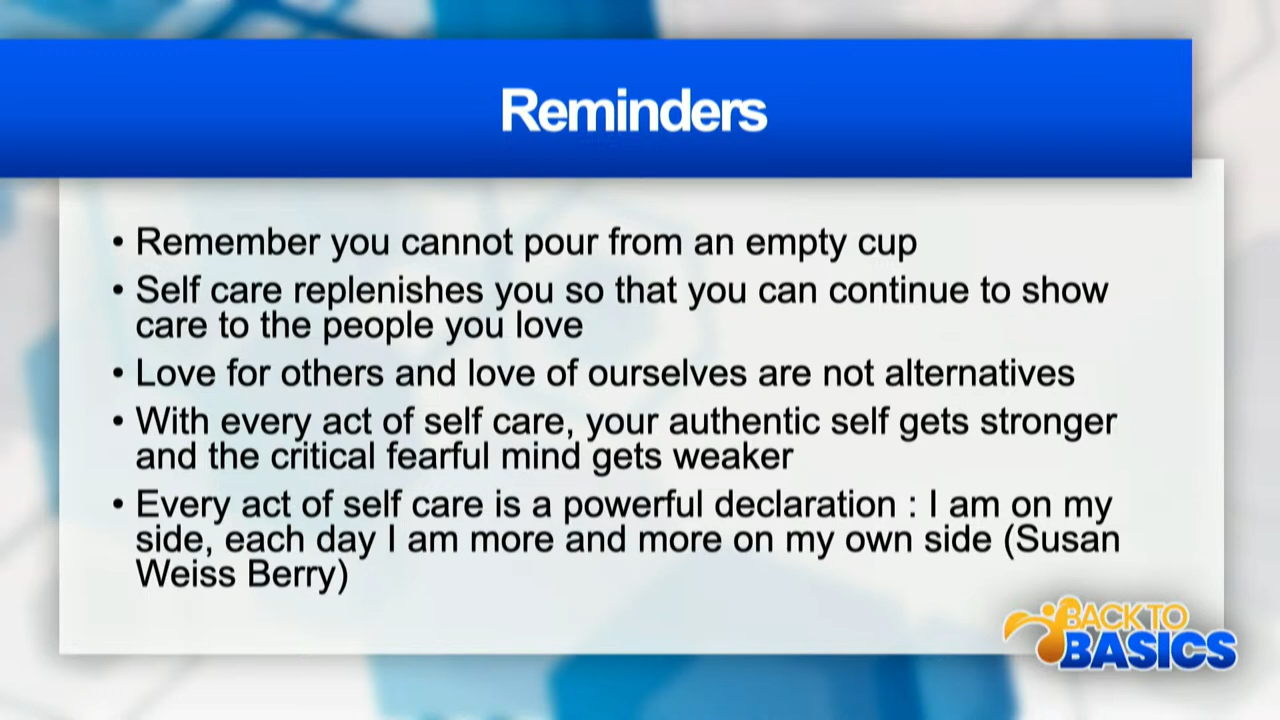 Reminders
• Remember you cannot pour from an empty cup
• Self care replenishes you so that you can continue to show
care to the people you love
• Love for others and love of ourselves are not alternatives
• With every act of self care, your authentic self gets stronger
and the critical fearful mind gets weaker
• Every act of self care is a powerful declaration : I am on my
side, each day I am more and more on my own side (Susan
Weiss Berry)
BACK TO
BASICS